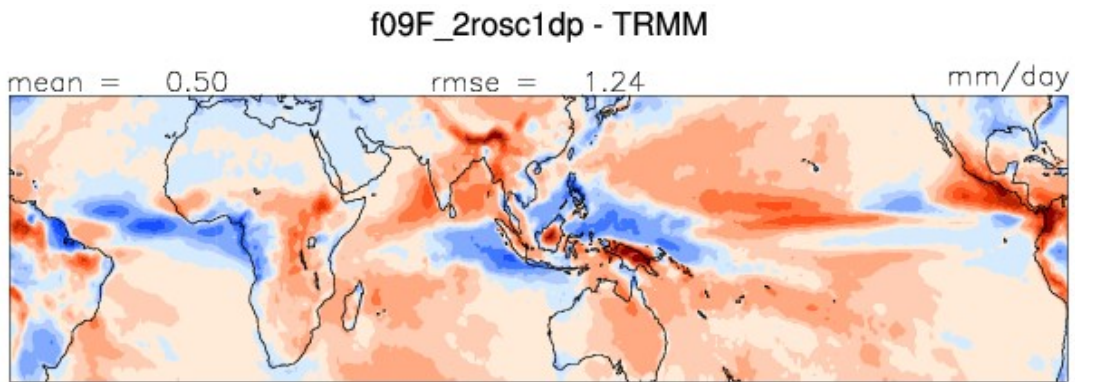 f09F_2rosc1dp - TRMM
mean = 0.50 rmse = 1.24 mm/day